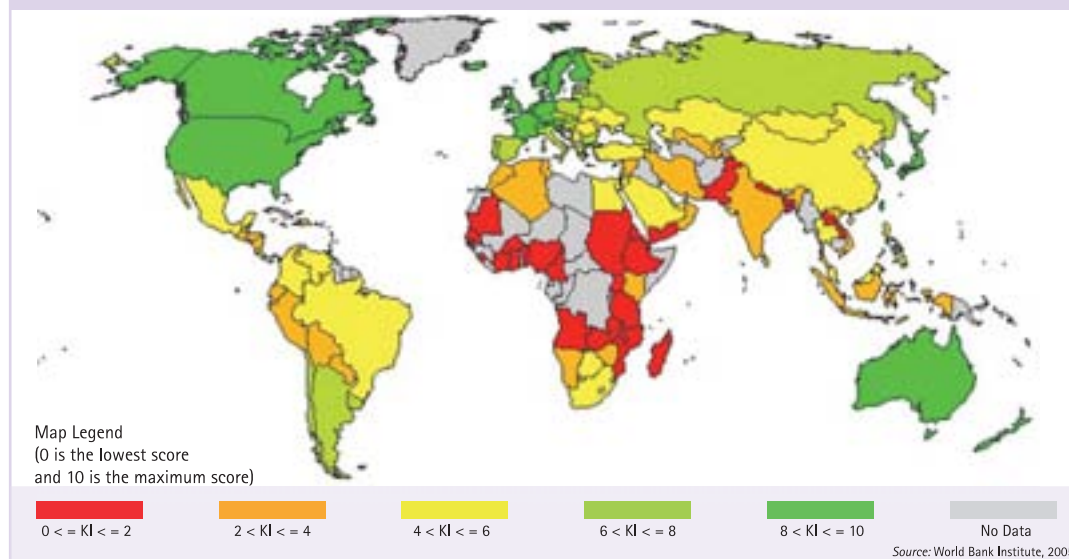 Map Legend
(0 is the lowest score
and 10 is the maximum score)
0 < = KI < = 2
2 < KI < = 4
4 < KI < = 6
6 < KI < = 8
8 < KI < = 10
No Data
Source: World Bank Institute,